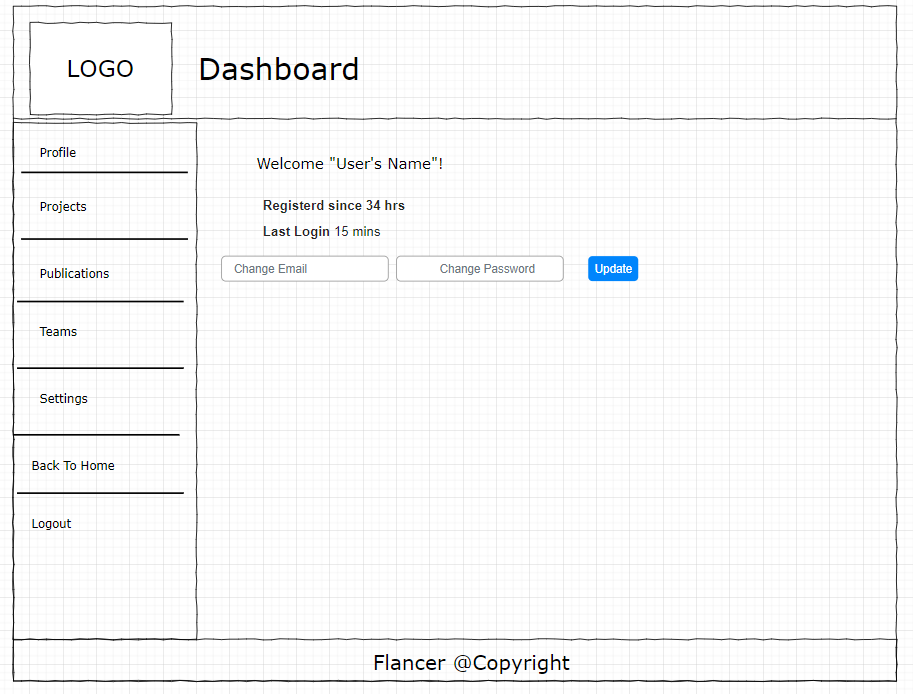 LOGO
Dashboard
Profile
Projects
Publications
Teams
Settings
Back To Home
Logout
Welcome "User's Name"!
Registerd since 34 hrs
Last Login 15 mins
Change Email
Change Password
Update
Flancer @Copyright